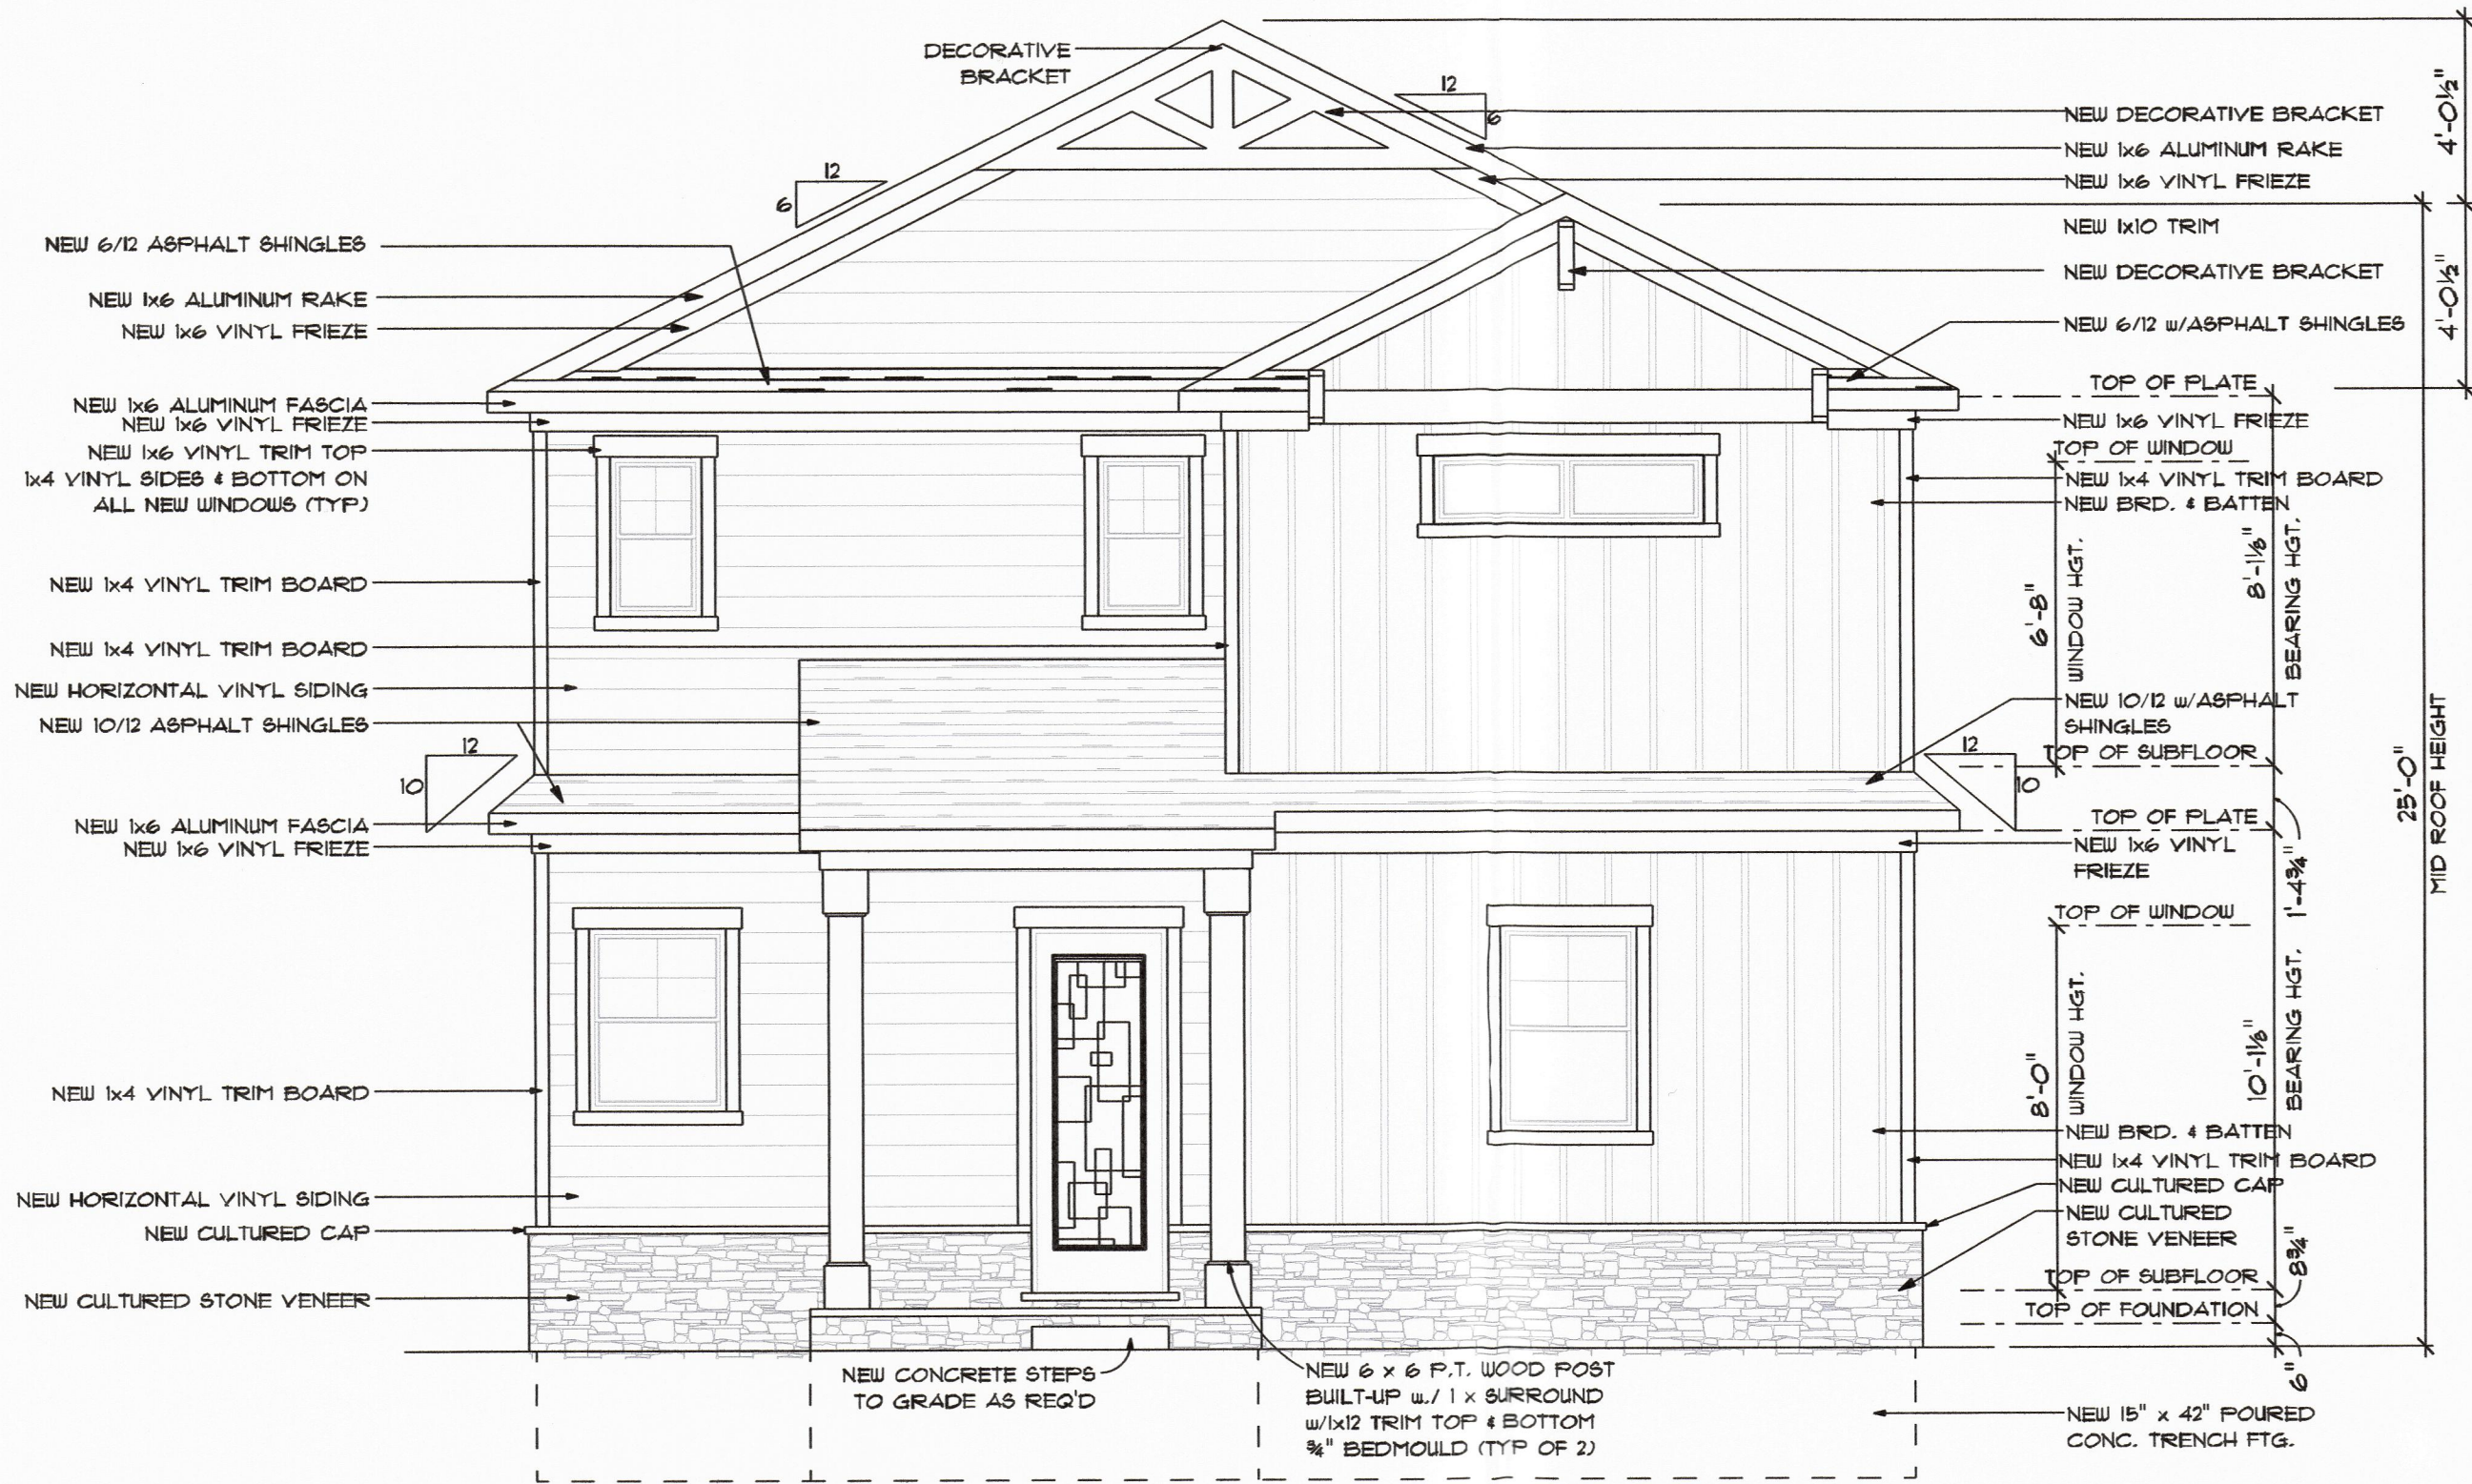 DECORATIVE
BRACKET
12
6
12
6
NEW 6/12 ASPHALT SHINGLES
NEW 1x6 ALUMINUM RAKE
NEW 1x6 VINYL FRIEZE
NEW 1x6 ALUMINUM FASCIA
NEW 1x6 VINYL FRIEZE
NEW 1x6 VINYL TRIM TOP
1x4 VINYL SIDES & BOTTOM ON
ALL NEW WINDOWS (TYP)
NEW 1x4 VINYL TRIM BOARD
NEW 1x4 VINYL TRIM BOARD
NEW HORIZONTAL VINYL SIDING
NEW 10/12 ASPHALT SHINGLES
12
10
NEW 1x6 ALUMINUM FASCIA
NEW 1x6 VINYL FRIEZE
NEW 1x4 VINYL TRIM BOARD
NEW HORIZONTAL VINYL SIDING
NEW CULTURED CAP
NEW CULTURED STONE VENEER
NEW CONCRETE STEPS
TO GRADE AS REQ'D
NEW 6 x 6 P.T. WOOD POST
BUILT-UP w./ 1 x SURROUND
w/1x12 TRIM TOP & BOTTOM
¾" BEDMOULD (TYP OF 2)
NEW DECORATIVE BRACKET
NEW 1x6 ALUMINUM RAKE
NEW 1x6 VINYL FRIEZE
NEW 1x10 TRIM
NEW DECORATIVE BRACKET
NEW 6/12 w/ASPHALT SHINGLES
TOP OF PLATE
NEW 1x6 VINYL FRIEZE
TOP OF WINDOW
NEW 1x4 VINYL TRIM BOARD
NEW BRD. & BATTEN
6'-8"
WINDOW HGT.
8'-1⅛"
BEARING HGT.
NEW 10/12 w/ASPHALT
SHINGLES
TOP OF SUBFLOOR
12
10
TOP OF PLATE
NEW 1x6 VINYL
FRIEZE
1'-4¾"
TOP OF WINDOW
8'-0"
WINDOW HGT.
10'-1⅛"
BEARING HGT.
NEW BRD. & BATTEN
NEW 1x4 VINYL TRIM BOARD
NEW CULTURED CAP
NEW CULTURED
STONE VENEER
8¾"
TOP OF SUBFLOOR
TOP OF FOUNDATION
6"
NEW 15" x 42" POURED
CONC. TRENCH FTG.
4'-0½"
4'-0½"
25'-0"
MID ROOF HEIGHT